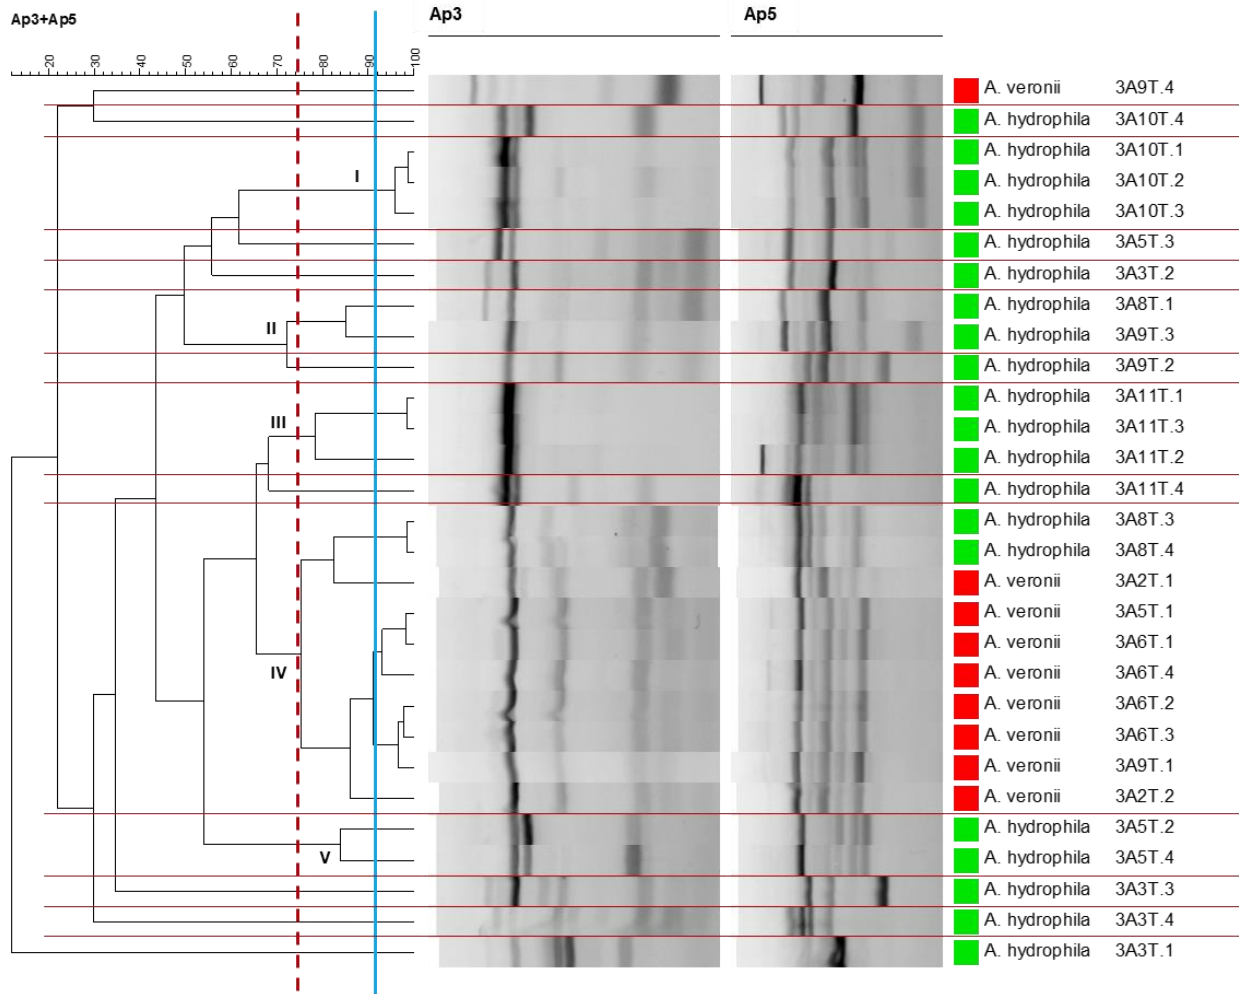 Ap3+Ap5
Ap3
Ap5
20 30 40 50 60 70 80 90 100
A. veronii 3A9T.4
A. hydrophila 3A10T.4
A. hydrophila 3A10T.1
I
A. hydrophila 3A10T.2
A. hydrophila 3A10T.3
A. hydrophila 3A5T.3
A. hydrophila 3A3T.2
A. hydrophila 3A8T.1
II
A. hydrophila 3A9T.3
A. hydrophila 3A9T.2
A. hydrophila 3A11T.1
III
A. hydrophila 3A11T.3
A. hydrophila 3A11T.2
A. hydrophila 3A11T.4
A. hydrophila 3A8T.3
A. hydrophila 3A8T.4
A. veronii 3A2T.1
A. veronii 3A5T.1
A. veronii 3A6T.1
IV
A. veronii 3A6T.4
A. veronii 3A6T.2
A. veronii 3A6T.3
A. veronii 3A9T.1
A. veronii 3A2T.2
A. hydrophila 3A5T.2
V
A. hydrophila 3A5T.4
A. hydrophila 3A3T.3
A. hydrophila 3A3T.4
A. hydrophila 3A3T.1